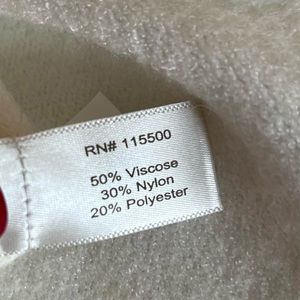 RN# 115500
50% Viscose
30% Nylon
20% Polyester